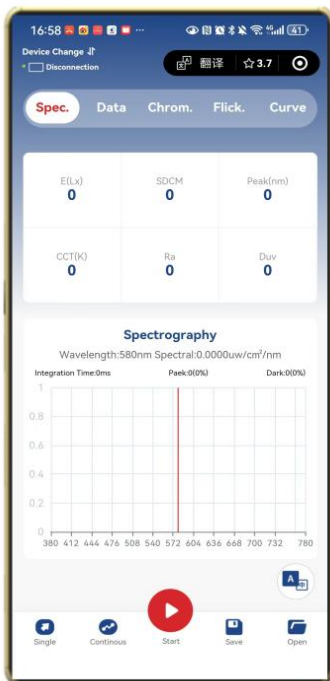 16:58 ... 4G 41
Device Change
Disconnection
翻译 ☆3.7
Spec. Data Chrom. Flick. Curve
E(Lx) SDCM Peak(nm)
0 0 0
CCT(K) Ra Duv
0 0 0
Spectrography
Wavelength:580nm Spectral:0.0000uw/cm²/nm
Integration Time:0ms Paek:0(0%) Dark:0(0%)
1
0.8
0.6
0.4
0.2
0
380 412 444 476 508 540 572 604 636 668 700 732 780
A 中
Single Continous Start Save Open